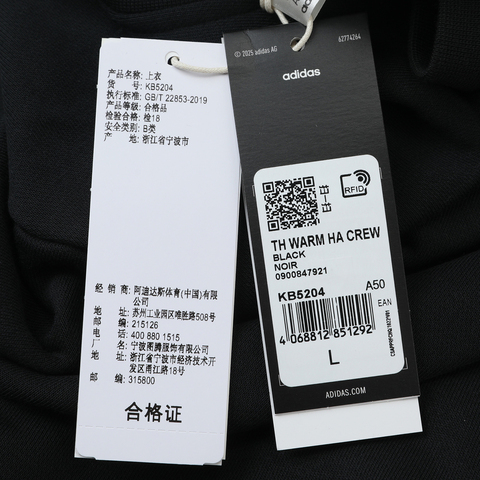 产品名称: 上衣
货 号: KB5204
执行标准: GB/T 22853-2019
产品等级: 合格品
检验合格: 检18
安全类别: B类
产 地: 浙江省宁波市
经 销 商: 阿迪达斯体育(中国)有限公司
地 址: 苏州工业园区唯胜路508号
邮 编: 215126
电 话: 400 880 1515
厂 名: 宁波图腾服饰有限公司
厂 址: 浙江省宁波市经济技术开发区甬江路18号
邮 编: 315800
合格证
© 2025 adidas AG
62774264
adidas
RFID
TH WARM HA CREW
BLACK
NOIR
0900847921
KB5204 A50
EAN
4 068812 851292
L
ADIDAS.COM